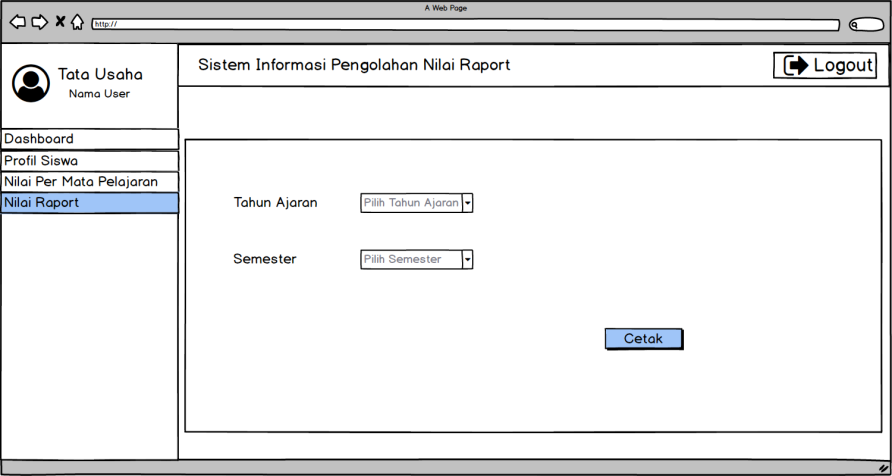 A Web Page
http://
Tata Usaha
Nama User
Sistem Informasi Pengolahan Nilai Raport
Logout
Dashboard
Profil Siswa
Nilai Per Mata Pelajaran
Nilai Raport
Tahun Ajaran
Pilih Tahun Ajaran
Semester
Pilih Semester
Cetak